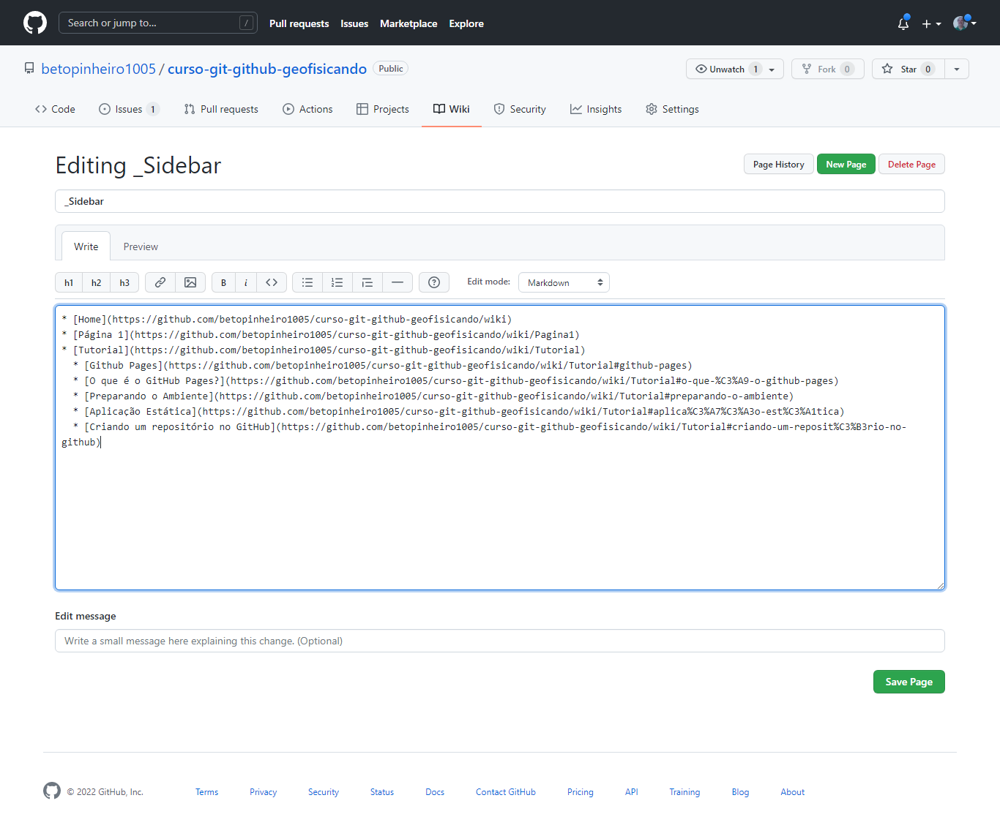 Search or jump to... /
Pull requests Issues Marketplace Explore
betopinheiro1005 / curso-git-github-geofisicando Public
Unwatch 1 Fork 0 Star 0
Code Issues 1 Pull requests Actions Projects Wiki Security Insights Settings
Editing _Sidebar
Page History New Page Delete Page
_Sidebar
Write Preview
h1 h2 h3 B i <> ? Edit mode: Markdown
* [Home](https://github.com/betopinheiro1005/curso-git-github-geofisicando/wiki)
* [Página 1](https://github.com/betopinheiro1005/curso-git-github-geofisicando/wiki/Pagina1)
* [Tutorial](https://github.com/betopinheiro1005/curso-git-github-geofisicando/wiki/Tutorial)
  * [Github Pages](https://github.com/betopinheiro1005/curso-git-github-geofisicando/wiki/Tutorial#github-pages)
  * [O que é o GitHub Pages?](https://github.com/betopinheiro1005/curso-git-github-geofisicando/wiki/Tutorial#o-que-%C3%A9-o-github-pages)
  * [Preparando o Ambiente](https://github.com/betopinheiro1005/curso-git-github-geofisicando/wiki/Tutorial#preparando-o-ambiente)
  * [Aplicação Estática](https://github.com/betopinheiro1005/curso-git-github-geofisicando/wiki/Tutorial#aplica%C3%A7%C3%A3o-est%C3%A1tica)
  * [Criando um repositório no GitHub](https://github.com/betopinheiro1005/curso-git-github-geofisicando/wiki/Tutorial#criando-um-reposit%C3%B3rio-no-
github)
Edit message
Write a small message here explaining this change. (Optional)
Save Page
© 2022 GitHub, Inc. Terms Privacy Security Status Docs Contact GitHub Pricing API Training Blog About